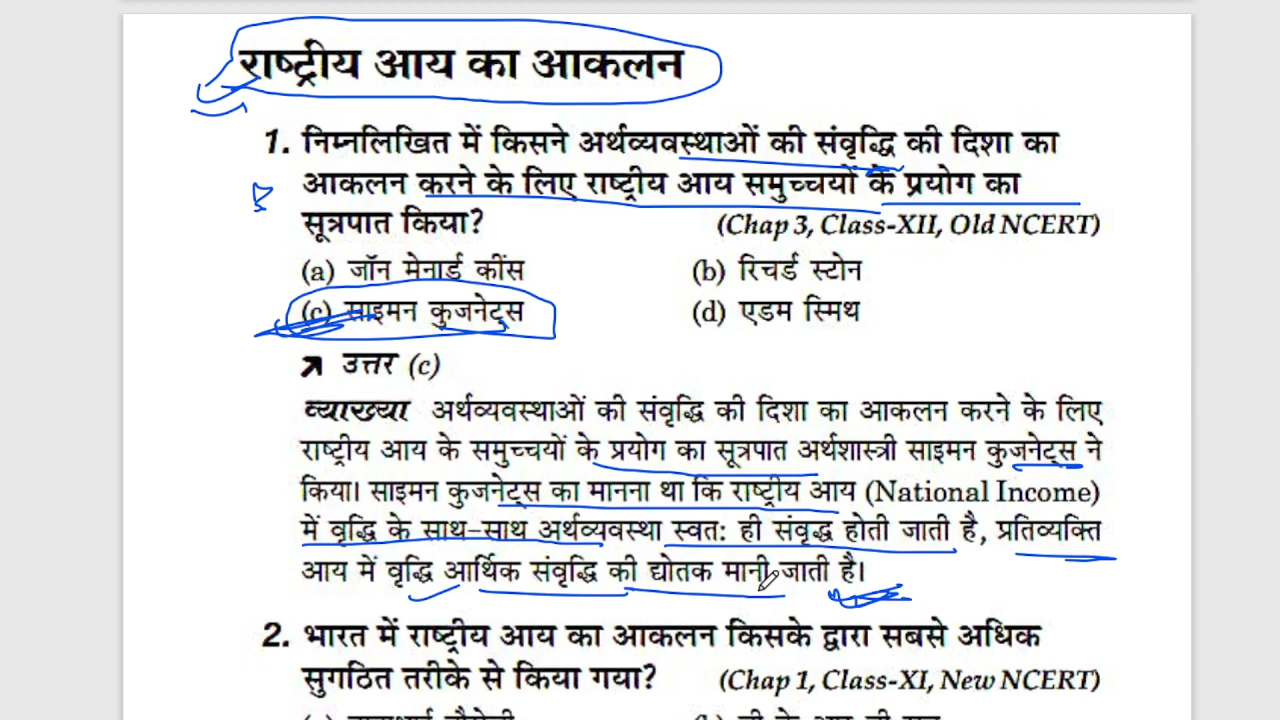 राष्ट्रीय आय का आकलन
1. निम्नलिखित में किसने अर्थव्यवस्थाओं की संवृद्धि की दिशा का
आकलन करने के लिए राष्ट्रीय आय समुच्चयों के प्रयोग का
सूत्रपात किया? (Chap 3, Class-XII, Old NCERT)
(a) जॉन मेनार्ड कींस (b) रिचर्ड स्टोन
(c) साइमन कुजनेट्स (d) एडम स्मिथ
उत्तर (c)
व्याख्या अर्थव्यवस्थाओं की संवृद्धि की दिशा का आकलन करने के लिए
राष्ट्रीय आय के समुच्चयों के प्रयोग का सूत्रपात अर्थशास्त्री साइमन कुजनेट्स ने
किया। साइमन कुजनेट्स का मानना था कि राष्ट्रीय आय (National Income)
में वृद्धि के साथ-साथ अर्थव्यवस्था स्वत: ही संवृद्ध होती जाती है, प्रतिव्यक्ति
आय में वृद्धि आर्थिक संवृद्धि की द्योतक मानी जाती है।
2. भारत में राष्ट्रीय आय का आकलन किसके द्वारा सबसे अधिक
सुगठित तरीके से किया गया? (Chap 1, Class-XI, New NCERT)